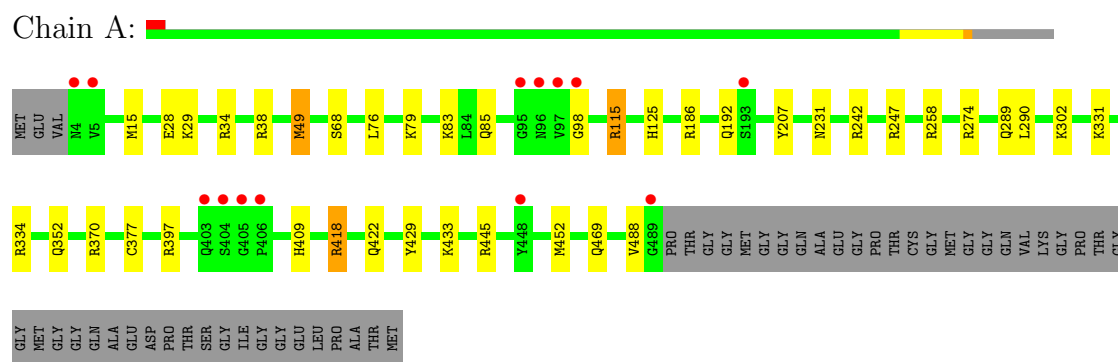 Chain A:
MET GLU VAL N4 V5 M15 E28 K29 R34 R38 M49 S68 L76 K79 K83 L84 Q85 G95 N96 V97 G98 R115 H125 R186 Q192 S193 Y207 N231 R242 R247 R258 R274 Q289 L290 K302 K331
R334 Q352 R370 C377 R397 Q403 S404 G405 P406 H409 R418 Q422 Y429 K433 R445 Y448 M452 Q469 V488 G489 PRO THR GLY GLY MET GLY GLY GLN ALA GLU GLY PRO THR CYS GLY MET GLY GLY GLN VAL LYS GLY PRO THR GLY
GLY MET GLY GLY GLN ALA GLU ASP PRO THR SER GLY ILE GLY GLY GLU LEU PRO ALA THR MET